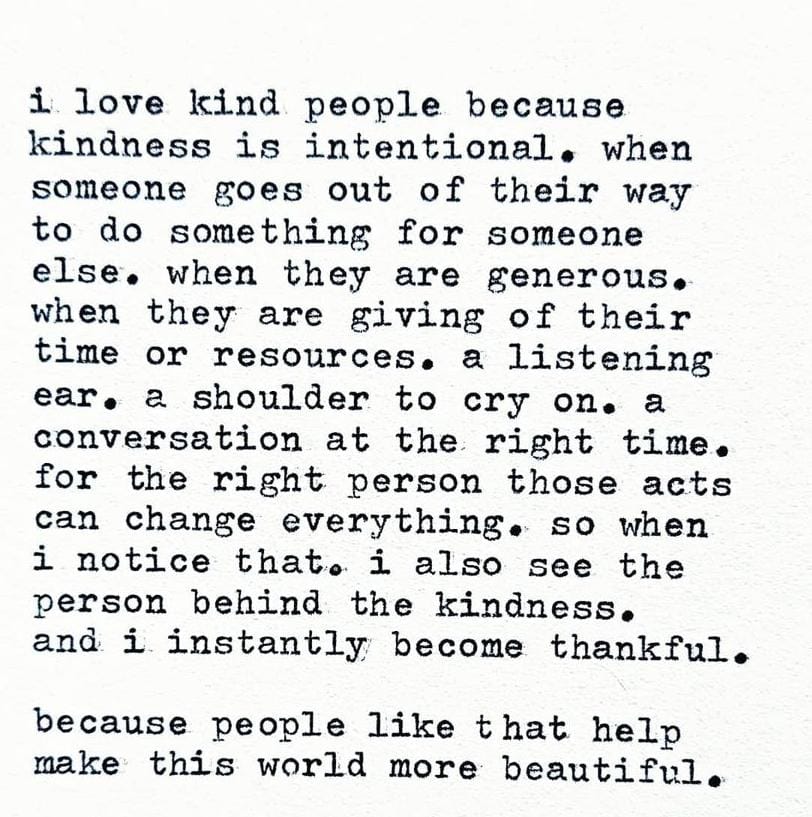 i love kind people because
kindness is intentional. when
someone goes out of their way
to do something for someone
else. when they are generous.
when they are giving of their
time or resources. a listening
ear. a shoulder to cry on. a
conversation at the right time.
for the right person those acts
can change everything. so when
i notice that. i also see the
person behind the kindness.
and i instantly become thankful.

because people like that help
make this world more beautiful.